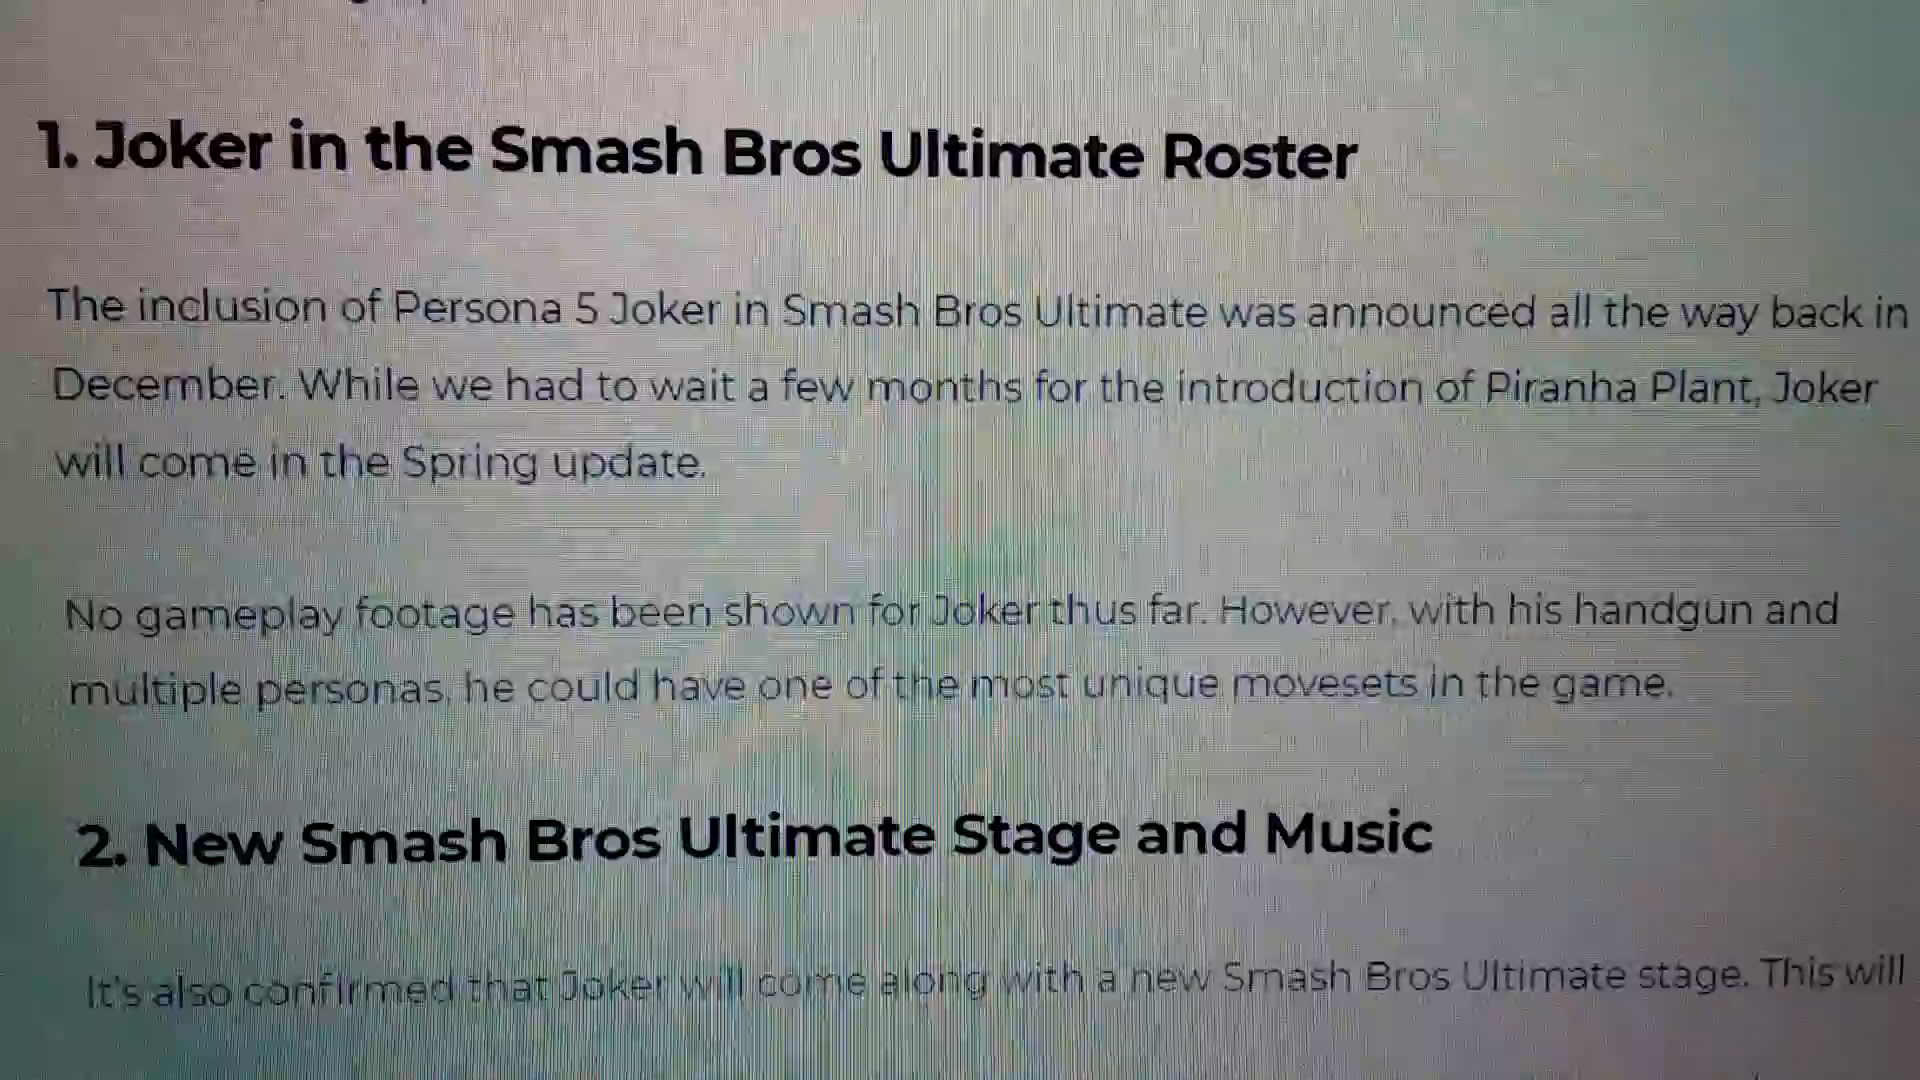 1. Joker in the Smash Bros Ultimate Roster
The inclusion of Persona 5 Joker in Smash Bros Ultimate was announced all the way back in
December. While we had to wait a few months for the introduction of Piranha Plant, Joker
will come in the Spring update.
No gameplay footage has been shown for Joker thus far. However, with his handgun and
multiple personas, he could have one of the most unique movesets in the game.
2. New Smash Bros Ultimate Stage and Music
It's also confirmed that Joker will come along with a new Smash Bros Ultimate stage. This will